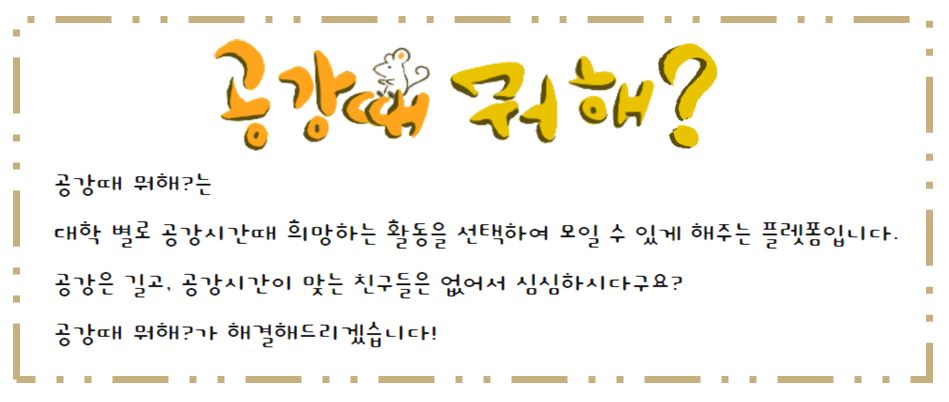 공강때 뭐해?
공강때 뭐해?는
대학 별로 공강시간때 희망하는 활동을 선택하여 모일 수 있게 해주는 플렛폼입니다.
공강은 길고, 공강시간이 맞는 친구들은 없어서 심심하시다구요?
공강때 뭐해?가 해결해드리겠습니다!